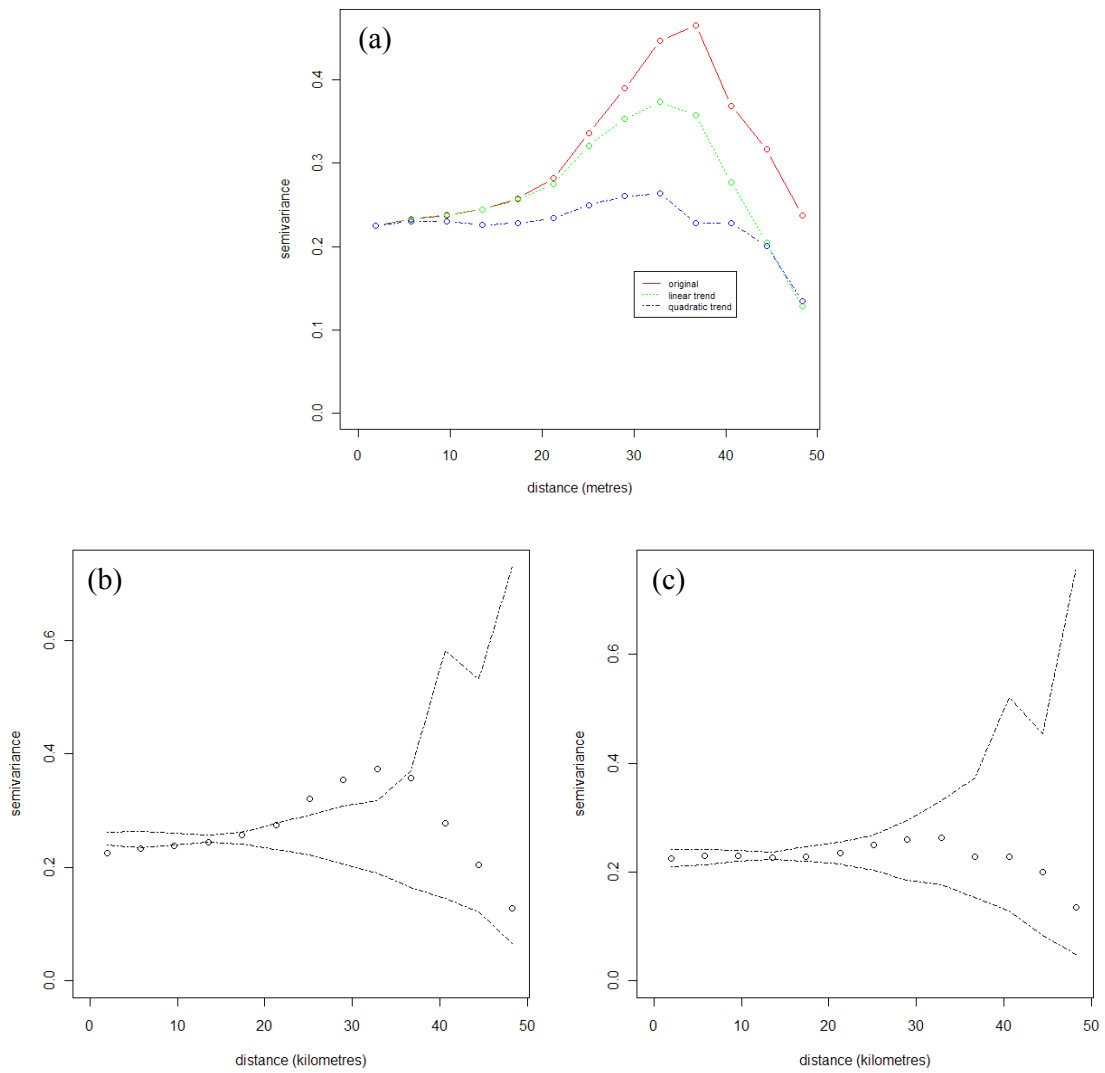 (a)
semivariance
0.4
0.3
0.2
0.1
0.0
original
linear trend
quadratic trend
0 10 20 30 40 50
distance (metres)
(b)
semivariance
0.6
0.4
0.2
0.0
0 10 20 30 40 50
distance (kilometres)
(c)
semivariance
0.6
0.4
0.2
0.0
0 10 20 30 40 50
distance (kilometres)